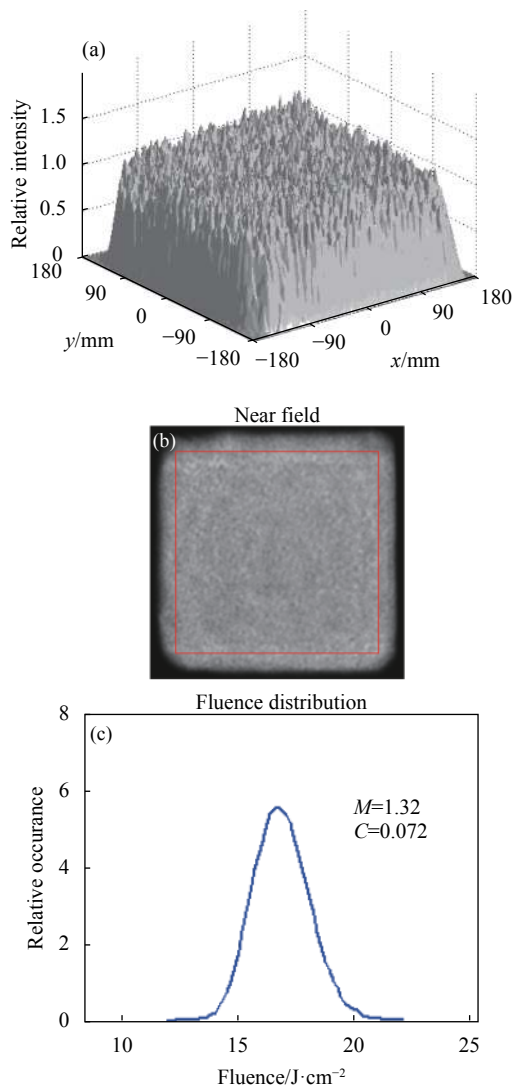 (a)
Relative intensity
1.5
1.0
0.5
0
180
90
0
−90
−180
y/mm
−180
−90
0
90
180
x/mm
Near field
(b)
Fluence distribution
(c)
8
6
4
2
0
Relative occurance
M=1.32
C=0.072
10 15 20 25
Fluence/J·cm⁻²